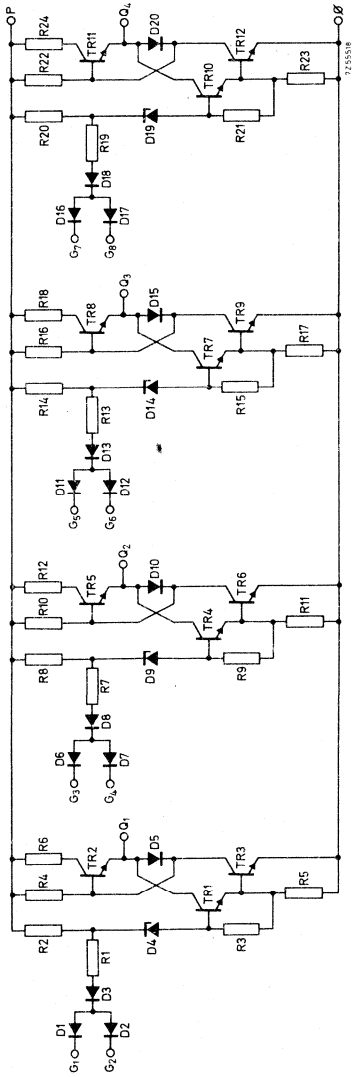 P
R24
TR11
Q4
D20
TR12
R22
TR10
R23
R20
D19
R21
R19
D18
D16
D17
G7
G8
Ø
7Z55518
R18
TR8
Q3
D15
TR9
R16
TR7
R17
R14
D14
R15
R13
D13
D11
D12
G5
G6
R12
TR5
Q2
D10
TR6
R10
TR4
R11
R8
D9
R9
R7
D8
D6
D7
G3
G4
R6
TR2
Q1
D5
TR3
R4
TR1
R5
R2
D4
R3
R1
D3
D1
D2
G1
G2